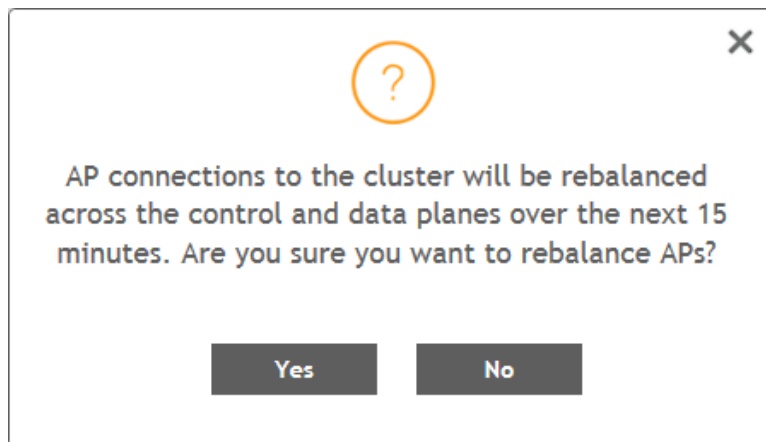 ?
AP connections to the cluster will be rebalanced
across the control and data planes over the next 15
minutes. Are you sure you want to rebalance APs?
Yes No